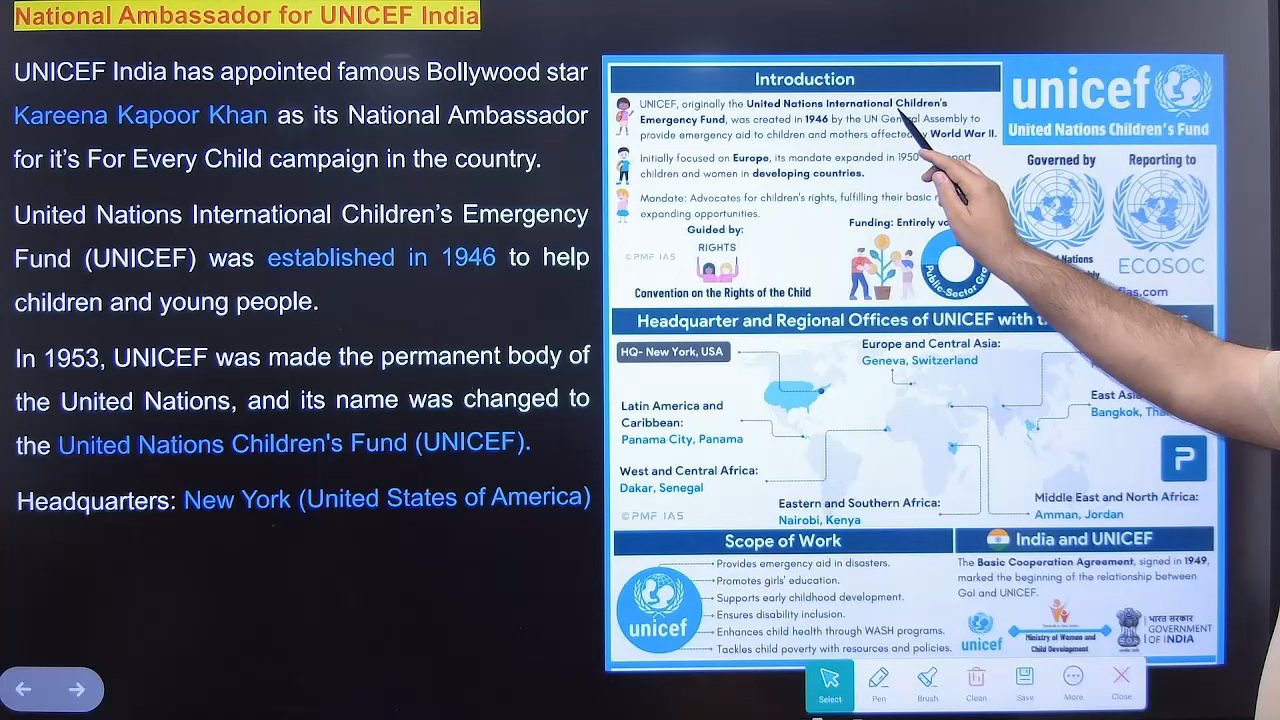 National Ambassador for UNICEF India
UNICEF India has appointed famous Bollywood star
Kareena Kapoor Khan as its National Ambassador
for it's For Every Child campaign in the country.
United Nations International Children's Emergency
Fund (UNICEF) was established in 1946 to help
children and young people.
In 1953, UNICEF was made the permanent body of
the United Nations, and its name was changed to
the United Nations Children's Fund (UNICEF).
Headquarters: New York (United States of America)
Introduction
UNICEF, originally the United Nations International Children's
Emergency Fund, was created in 1946 by the UN General Assembly to
provide emergency aid to children and mothers affected by World War II.
Initially focused on Europe, its mandate expanded in 1950
children and women in developing countries.
Mandate: Advocates for children's rights, fulfilling their basic
expanding opportunities.
Guided by:
RIGHTS
©PMF IAS
Convention on the Rights of the Child
Funding: Entirely
Public-Sector
unicef
United Nations Children's Fund
Governed by
Reporting to
ECOSOC
Headquarter and Regional Offices of UNICEF with
HQ- New York, USA
Europe and Central Asia:
Geneva, Switzerland
Latin America and
Caribbean:
Panama City, Panama
East
Bangkok,
West and Central Africa:
Dakar, Senegal
Eastern and Southern Africa:
Nairobi, Kenya
Middle East and North Africa:
Amman, Jordan
©PMF IAS
Scope of Work
Provides emergency aid in disasters.
Promotes girls' education.
Supports early childhood development.
Ensures disability inclusion.
Enhances child health through WASH programs.
Tackles child poverty with resources and policies.
unicef
India and UNICEF
The Basic Cooperation Agreement, signed in 1949,
marked the beginning of the relationship between
GoI and UNICEF.
unicef
Ministry of Women and
Child Development
भारत सरकार
GOVERNMENT
OF INDIA
Select
Pen
Brush
Clean
Save
More
Close